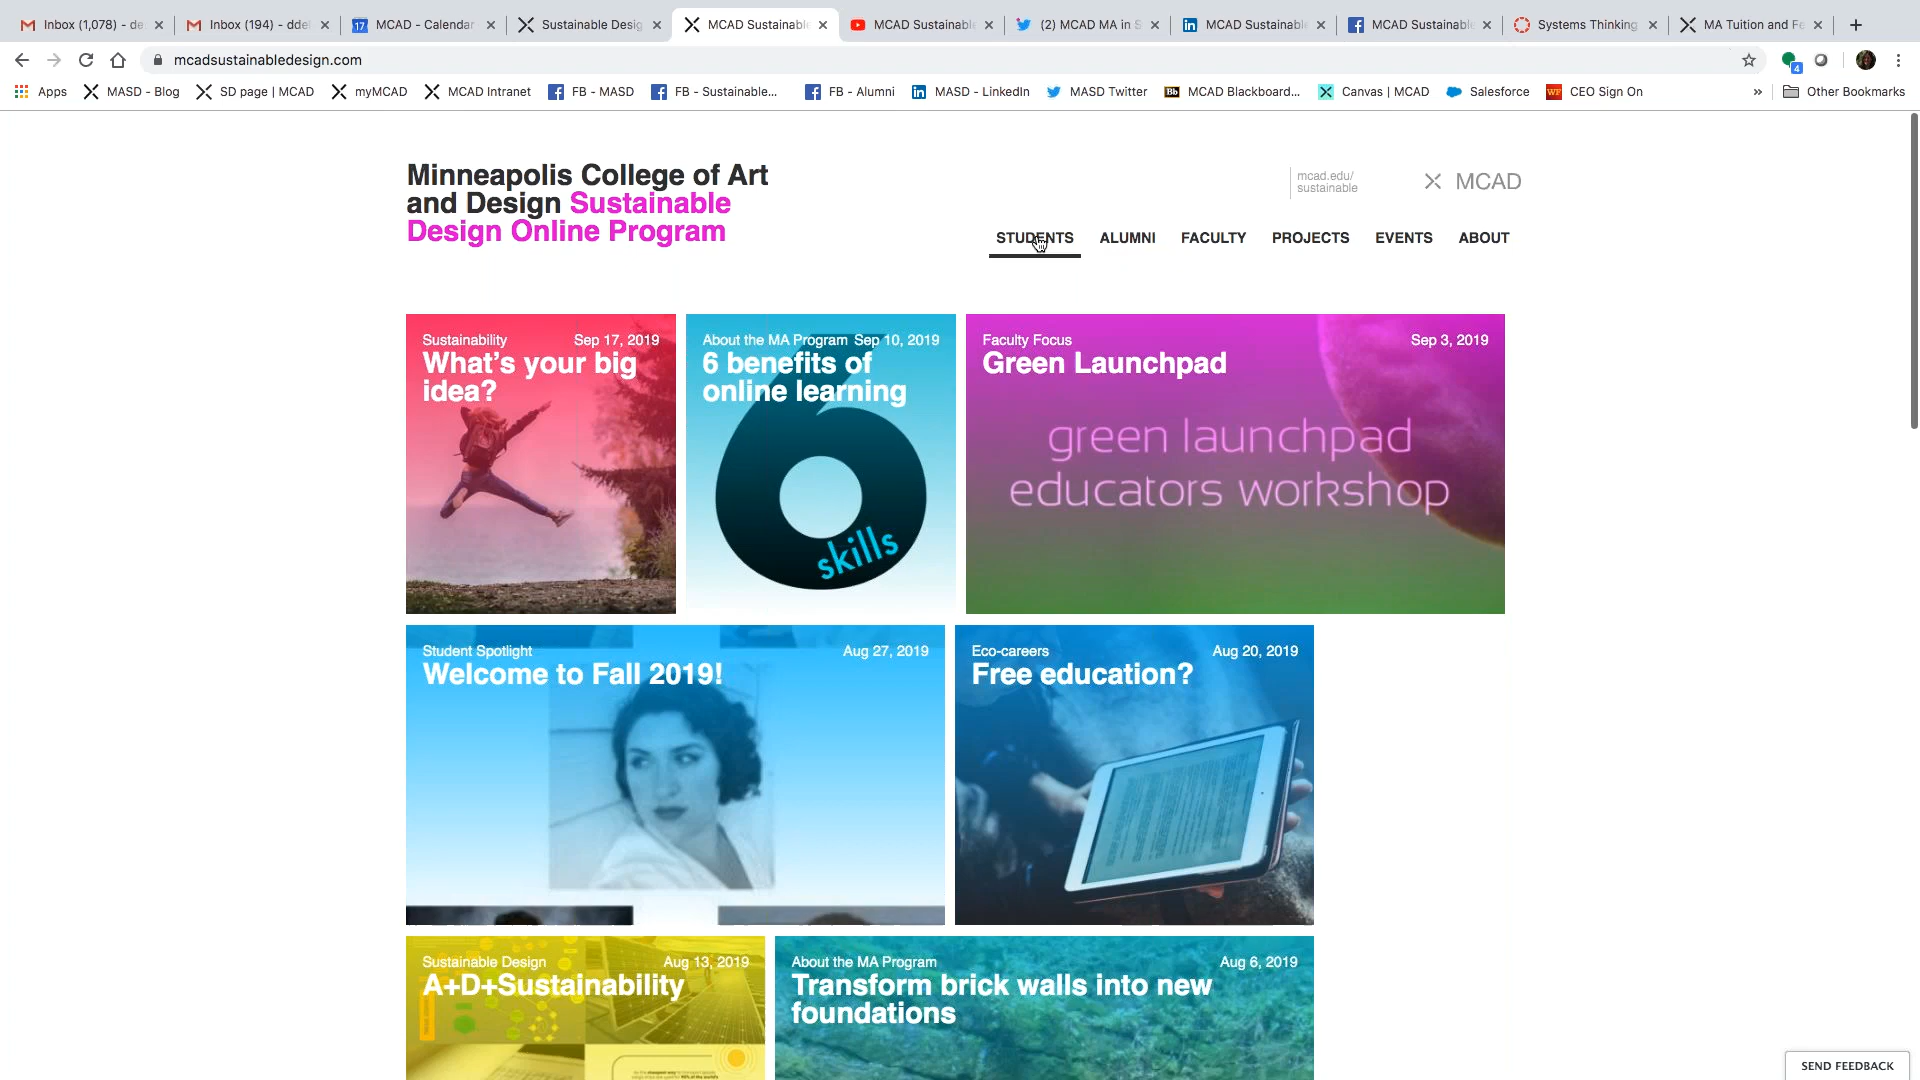 Inbox (1,078) - de
Inbox (194) - dde
MCAD - Calendar
Sustainable Desig
MCAD Sustainabl
MCAD Sustainable
(2) MCAD MA in S
MCAD Sustainabl
MCAD Sustainabl
Systems Thinking
MA Tuition and Fe
mcadsustainabledesign.com
4
Apps
MASD - Blog
SD page | MCAD
myMCAD
MCAD Intranet
FB - MASD
FB - Sustainable...
FB - Alumni
MASD - LinkedIn
MASD Twitter
MCAD Blackboard...
Canvas | MCAD
Salesforce
CEO Sign On
»
Other Bookmarks
Minneapolis College of Art
and Design Sustainable
Design Online Program
mcad.edu/
sustainable
MCAD
STUDENTS
ALUMNI
FACULTY
PROJECTS
EVENTS
ABOUT
Sustainability Sep 17, 2019
What's your big
idea?
About the MA Program Sep 10, 2019
6 benefits of
online learning
6
skills
Faculty Focus Sep 3, 2019
Green Launchpad
green launchpad
educators workshop
Student Spotlight Aug 27, 2019
Welcome to Fall 2019!
Eco-careers Aug 20, 2019
Free education?
Sustainable Design Aug 13, 2019
A+D+Sustainability
About the MA Program Aug 6, 2019
Transform brick walls into new
foundations
SEND FEEDBACK